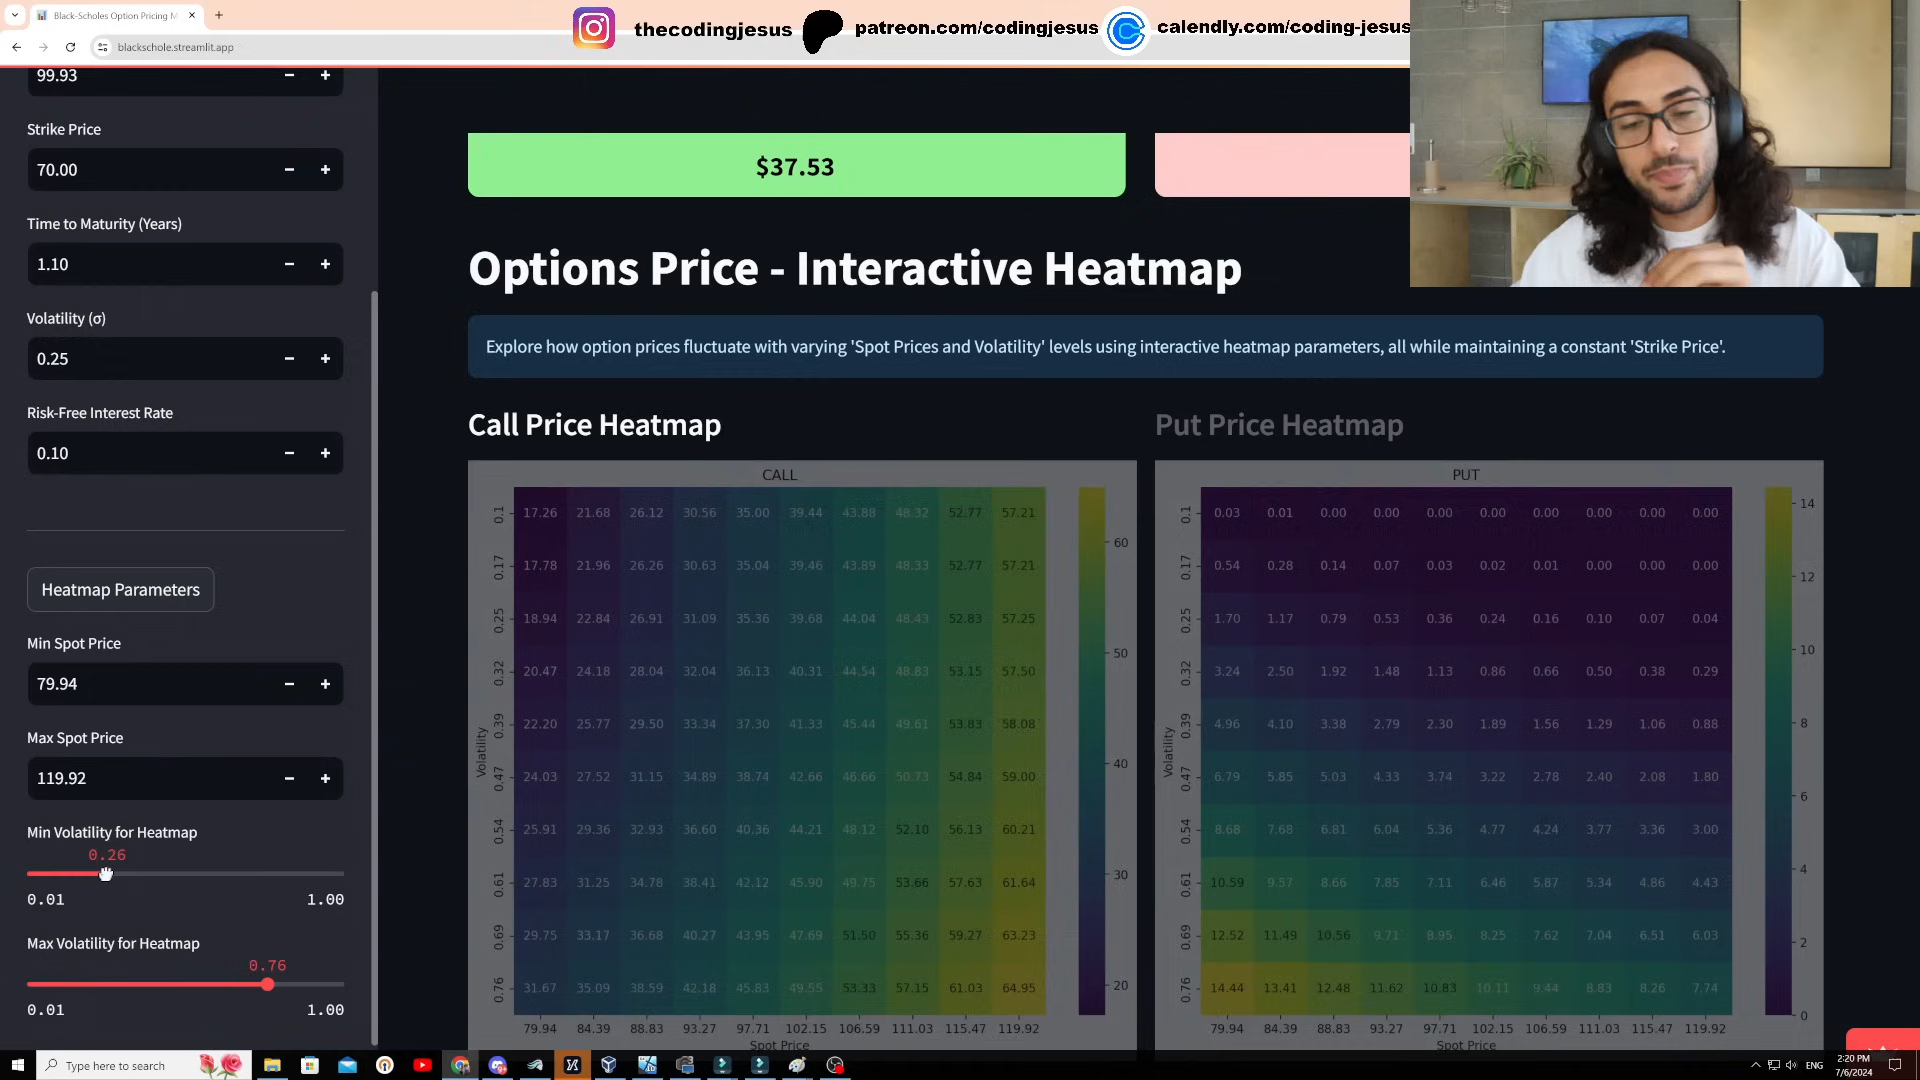 Black-Scholes Option Pricing M
blackschole.streamlit.app
thecodingjesus
patreon.com/codingjesus
calendly.com/coding-jesus
99.93
Strike Price
70.00
Time to Maturity (Years)
1.10
Volatility (σ)
0.25
Risk-Free Interest Rate
0.10
Heatmap Parameters
Min Spot Price
79.94
Max Spot Price
119.92
Min Volatility for Heatmap
0.26
0.01 1.00
Max Volatility for Heatmap
0.76
0.01 1.00
$37.53
Options Price - Interactive Heatmap
Explore how option prices fluctuate with varying 'Spot Prices and Volatility' levels using interactive heatmap parameters, all while maintaining a constant 'Strike Price'.
Call Price Heatmap
CALL
Volatility
0.1 17.26 21.68 26.12 30.56 35.00 39.44 43.88 48.32 52.77 57.21
0.17 17.78 21.96 26.26 30.63 35.04 39.46 43.89 48.33 52.77 57.21
0.25 18.94 22.84 26.91 31.09 35.36 39.68 44.04 48.43 52.83 57.25
0.32 20.47 24.18 28.04 32.04 36.13 40.31 44.54 48.83 53.15 57.50
0.39 22.20 25.77 29.50 33.34 37.30 41.33 45.44 49.61 53.83 58.08
0.47 24.03 27.52 31.15 34.89 38.74 42.66 46.66 50.73 54.84 59.00
0.54 25.91 29.36 32.93 36.60 40.36 44.21 48.12 52.10 56.13 60.21
0.61 27.83 31.25 34.78 38.41 42.12 45.90 49.75 53.66 57.63 61.64
0.69 29.75 33.17 36.68 40.27 43.95 47.69 51.50 55.36 59.27 63.23
0.76 31.67 35.09 38.59 42.18 45.83 49.55 53.33 57.15 61.03 64.95
79.94 84.39 88.83 93.27 97.71 102.15 106.59 111.03 115.47 119.92
Spot Price
60
50
40
30
20
Put Price Heatmap
PUT
Volatility
0.1 0.03 0.01 0.00 0.00 0.00 0.00 0.00 0.00 0.00 0.00
0.17 0.54 0.28 0.14 0.07 0.03 0.02 0.01 0.00 0.00 0.00
0.25 1.70 1.17 0.79 0.53 0.36 0.24 0.16 0.10 0.07 0.04
0.32 3.24 2.50 1.92 1.48 1.13 0.86 0.66 0.50 0.38 0.29
0.39 4.96 4.10 3.38 2.79 2.30 1.89 1.56 1.29 1.06 0.88
0.47 6.79 5.85 5.03 4.33 3.74 3.22 2.78 2.40 2.08 1.80
0.54 8.68 7.68 6.81 6.04 5.36 4.77 4.24 3.77 3.36 3.00
0.61 10.59 9.57 8.66 7.85 7.11 6.46 5.87 5.34 4.86 4.43
0.69 12.52 11.49 10.56 9.71 8.95 8.25 7.62 7.04 6.51 6.03
0.76 14.44 13.41 12.48 11.62 10.83 10.11 9.44 8.83 8.26 7.74
79.94 84.39 88.83 93.27 97.71 102.15 106.59 111.03 115.47 119.92
Spot Price
14
12
10
8
6
4
2
0
Type here to search
ENG
2:20 PM
7/6/2024